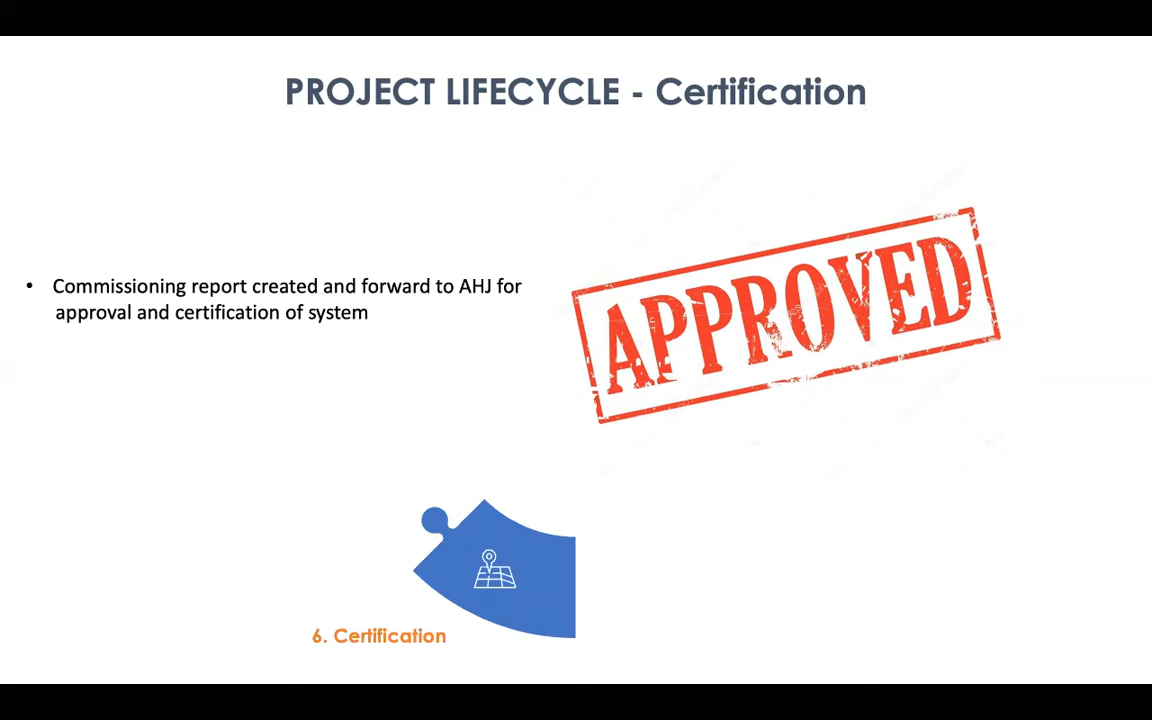 PROJECT LIFECYCLE - Certification
• Commissioning report created and forward to AHJ for
approval and certification of system
APPROVED
6. Certification